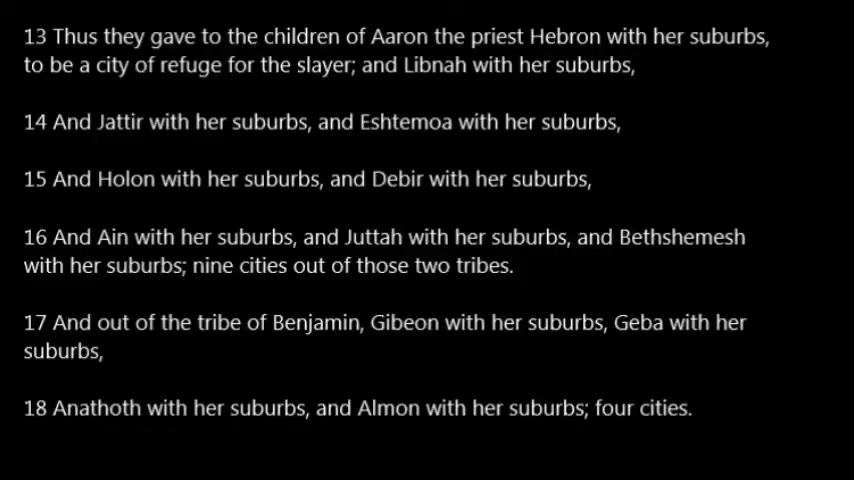 13 Thus they gave to the children of Aaron the priest Hebron with her suburbs,
to be a city of refuge for the slayer; and Libnah with her suburbs,
14 And Jattir with her suburbs, and Eshtemoa with her suburbs,
15 And Holon with her suburbs, and Debir with her suburbs,
16 And Ain with her suburbs, and Juttah with her suburbs, and Bethshemesh
with her suburbs; nine cities out of those two tribes.
17 And out of the tribe of Benjamin, Gibeon with her suburbs, Geba with her
suburbs,
18 Anathoth with her suburbs, and Almon with her suburbs; four cities.